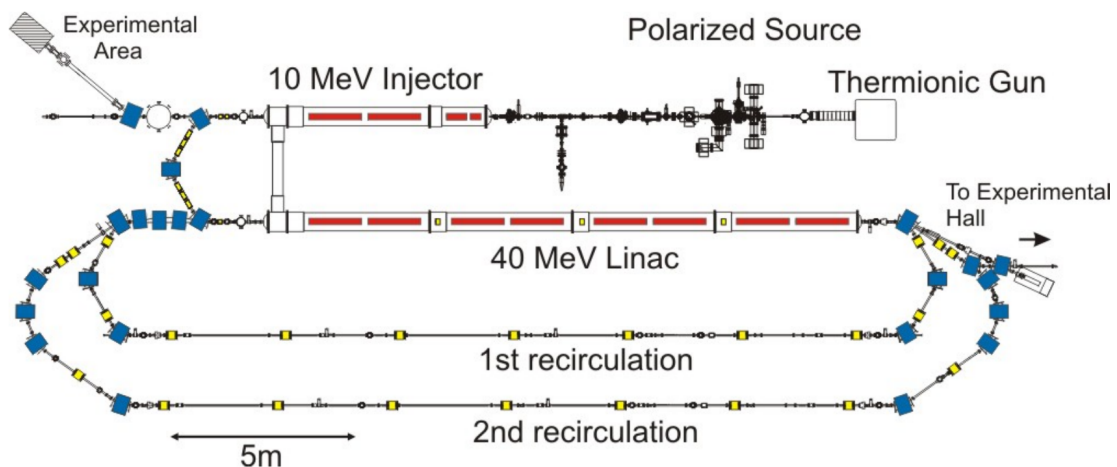 Polarized Source
Experimental
Area
10 MeV Injector
Thermionic Gun
To Experimental
Hall
40 MeV Linac
1st recirculation
2nd recirculation
5m